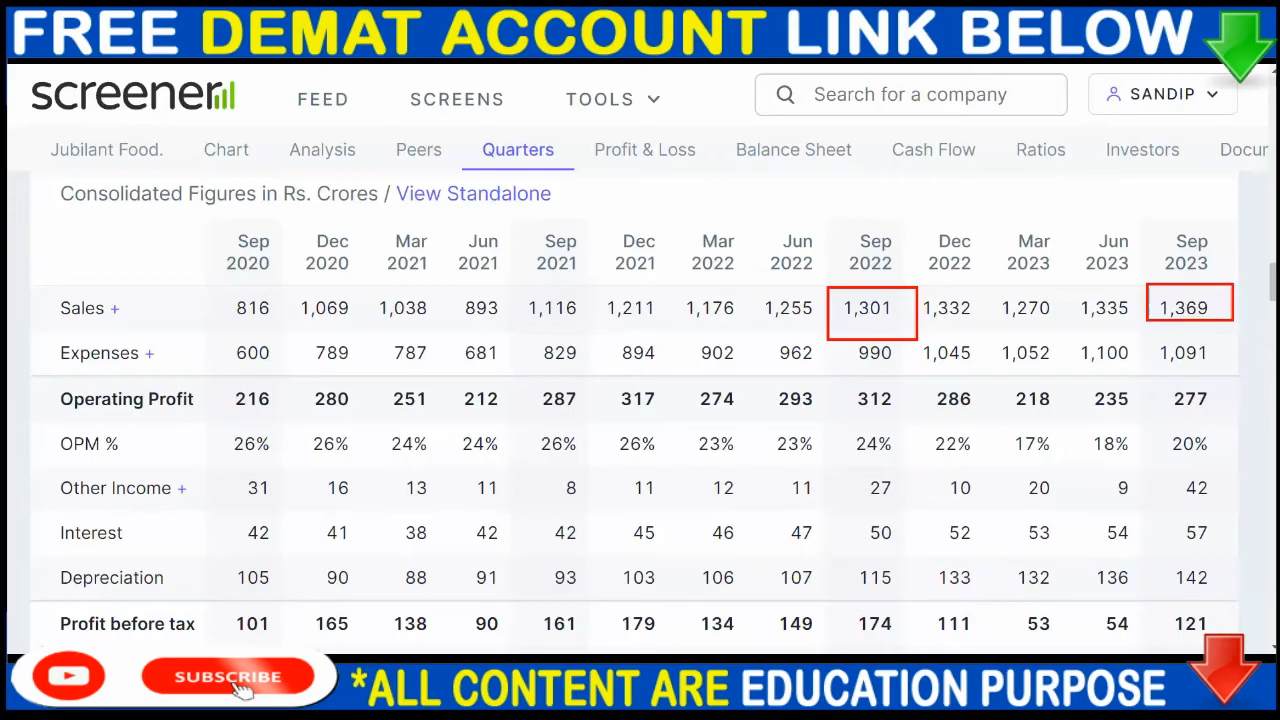 FREE DEMAT ACCOUNT LINK BELOW
screener FEED SCREENS TOOLS Search for a company SANDIP
Jubilant Food. Chart Analysis Peers Quarters Profit & Loss Balance Sheet Cash Flow Ratios Investors Docur
Consolidated Figures in Rs. Crores / View Standalone
Sep 2020 Dec 2020 Mar 2021 Jun 2021 Sep 2021 Dec 2021 Mar 2022 Jun 2022 Sep 2022 Dec 2022 Mar 2023 Jun 2023 Sep 2023
Sales + 816 1,069 1,038 893 1,116 1,211 1,176 1,255 1,301 1,332 1,270 1,335 1,369
Expenses + 600 789 787 681 829 894 902 962 990 1,045 1,052 1,100 1,091
Operating Profit 216 280 251 212 287 317 274 293 312 286 218 235 277
OPM % 26% 26% 24% 24% 26% 26% 23% 23% 24% 22% 17% 18% 20%
Other Income + 31 16 13 11 8 11 12 11 27 10 20 9 42
Interest 42 41 38 42 42 45 46 47 50 52 53 54 57
Depreciation 105 90 88 91 93 103 106 107 115 133 132 136 142
Profit before tax 101 165 138 90 161 179 134 149 174 111 53 54 121
SUBSCRIBE *ALL CONTENT ARE EDUCATION PURPOSE